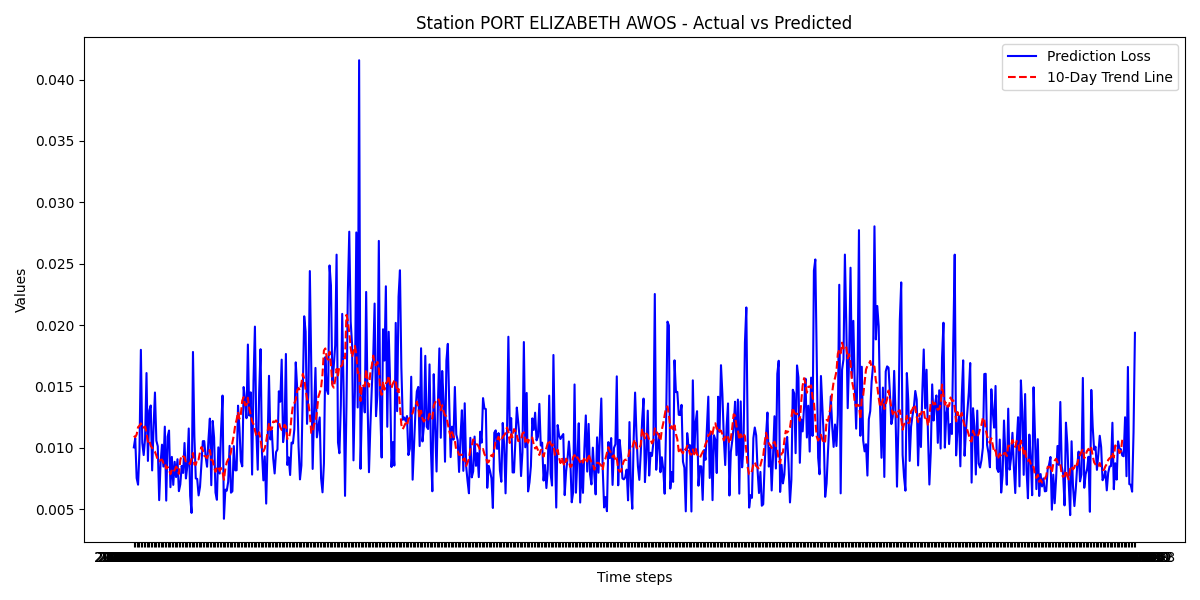 Station PORT ELIZABETH AWOS - Actual vs Predicted
Prediction Loss
10-Day Trend Line
Values
0.040
0.035
0.030
0.025
0.020
0.015
0.010
0.005
Time steps